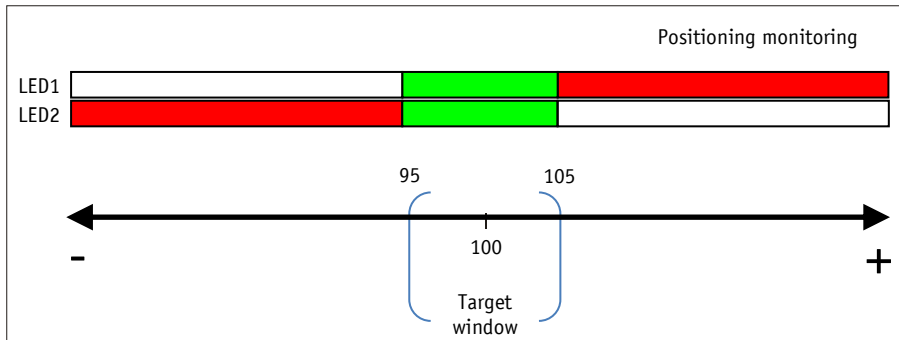 Positioning monitoring
LED1
LED2
95 105
100
- +
Target
window